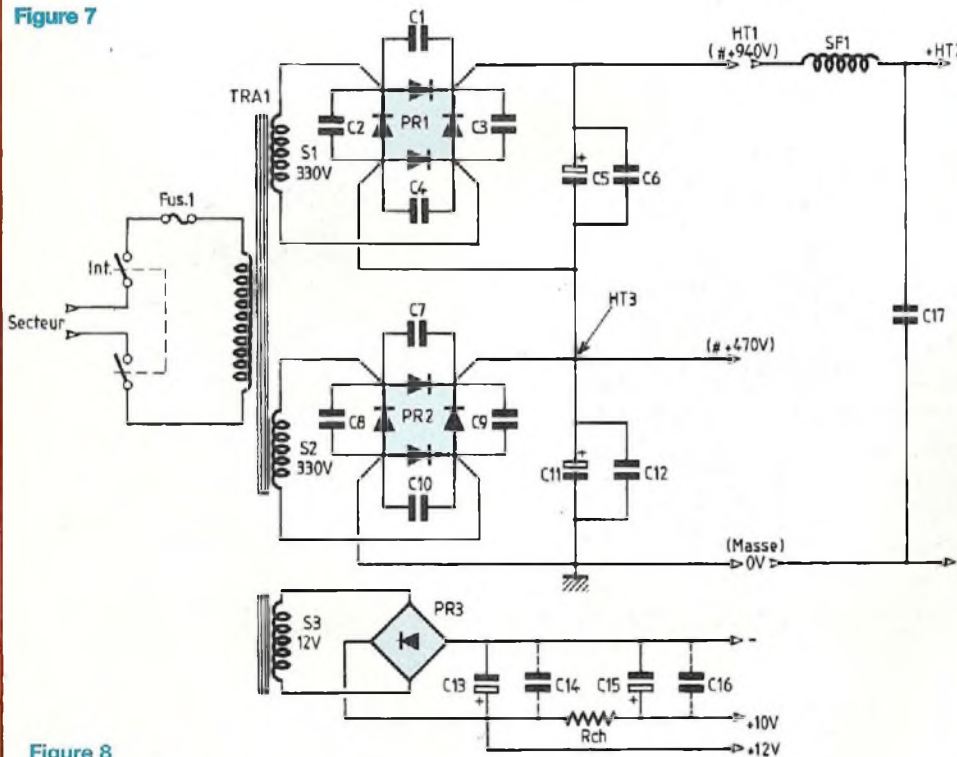 Figure 7
C1
HT1
(#+940V)
SF1
TRA1
C2
PR1
C3
S1
330V
C4
C5
C6
Fus.1
Int.
Secteur
C7
HT3
C17
(#+470V)
C8
PR2
C9
S2
330V
C10
C11
C12
(Masse)
0V
S3
12V
PR3
-
C13
C14
C15
C16
+
+
+
+
Rch
+10V
+12V
Figure 8